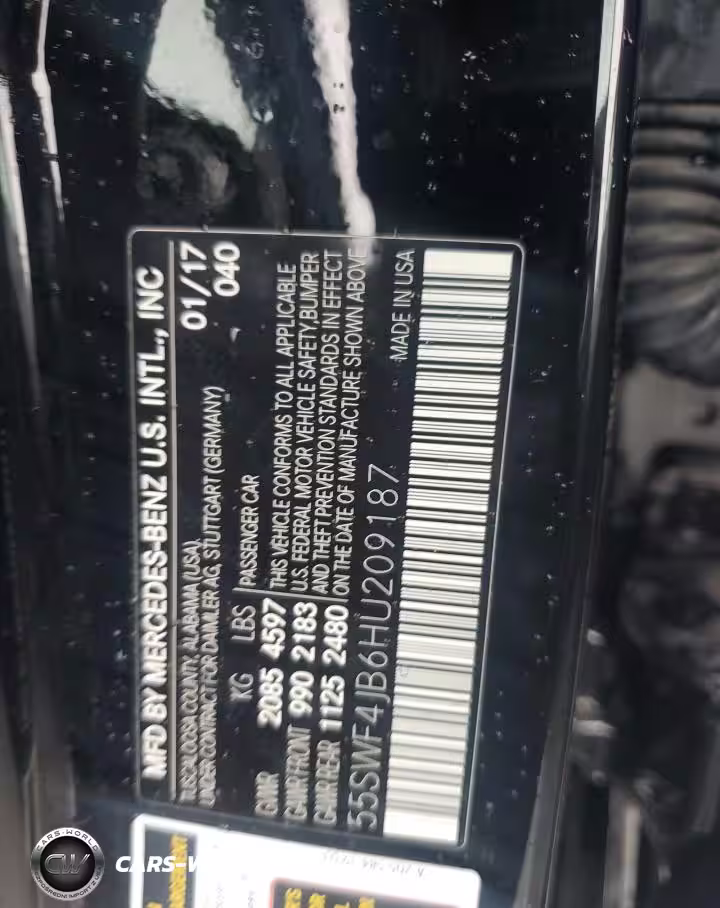 MFD BY MERCEDES-BENZ U.S. INTL., INC
TUSCALOOSA COUNTY, ALABAMA (USA) 01/17
UNDER CONTRACT FOR DAIMLER AG, STUTTGART (GERMANY) 040
KG LBS PASSENGER CAR
GVWR 2085 4597 THIS VEHICLE CONFORMS TO ALL APPLICABLE
GAWR FRONT 990 2183 U.S. FEDERAL MOTOR VEHICLE SAFETY,BUMPER
GAWR REAR 1125 2480 AND THEFT PREVENTION STANDARDS IN EFFECT
ON THE DATE OF MANUFACTURE SHOWN ABOVE
55SWF4JB6HU209187 MADE IN USA
CARS-WORLD
CW
CARS-W